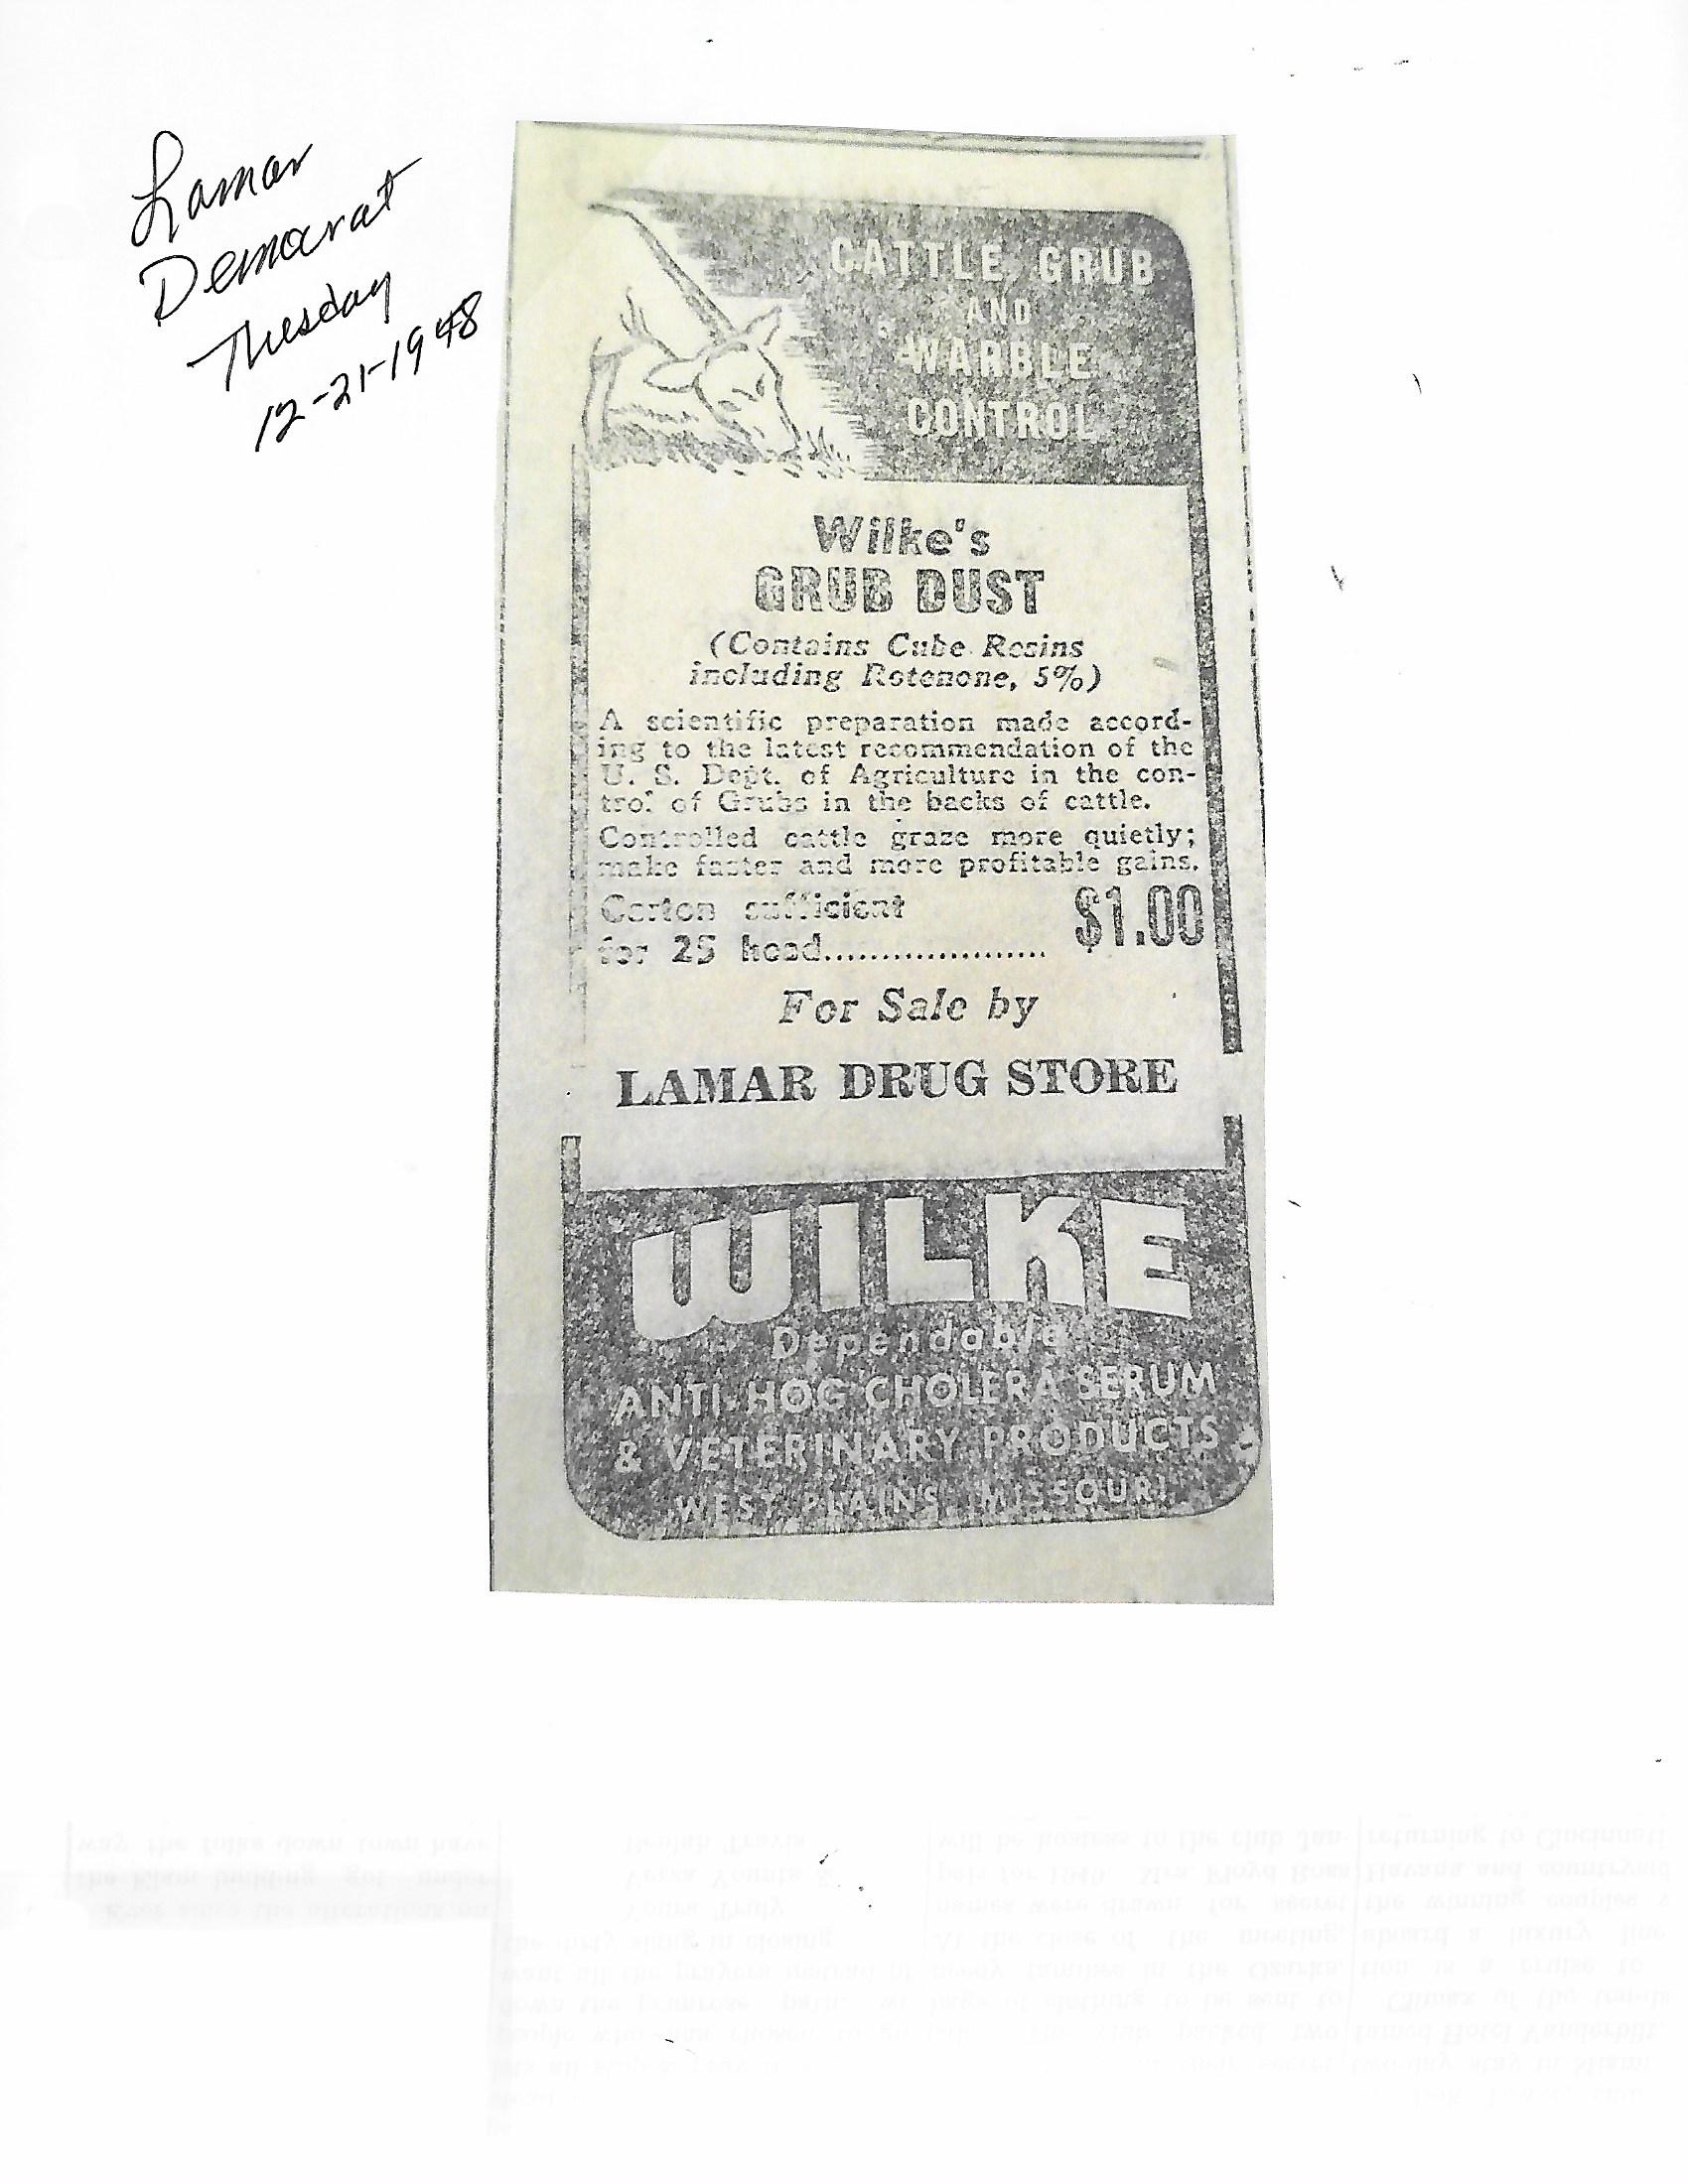 Lamar
Democrat
Tuesday
12-21-1948
CATTLE GRUB
AND
WARBLE
CONTROL
Wilke's
GRUB DUST
(Contains Cube Resins
including Rotenone, 5%)
A scientific preparation made accord-
ing to the latest recommendation of the
U. S. Dept. of Agriculture in the con-
trol of Grubs in the backs of cattle.
Controlled cattle graze more quietly;
make faster and more profitable gains.
Carton sufficient
for 25 head..................... $1.00
For Sale by
LAMAR DRUG STORE
WILKE
Dependable
ANTI-HOG CHOLERA SERUM
& VETERINARY PRODUCTS
WEST PLAINS, MISSOURI